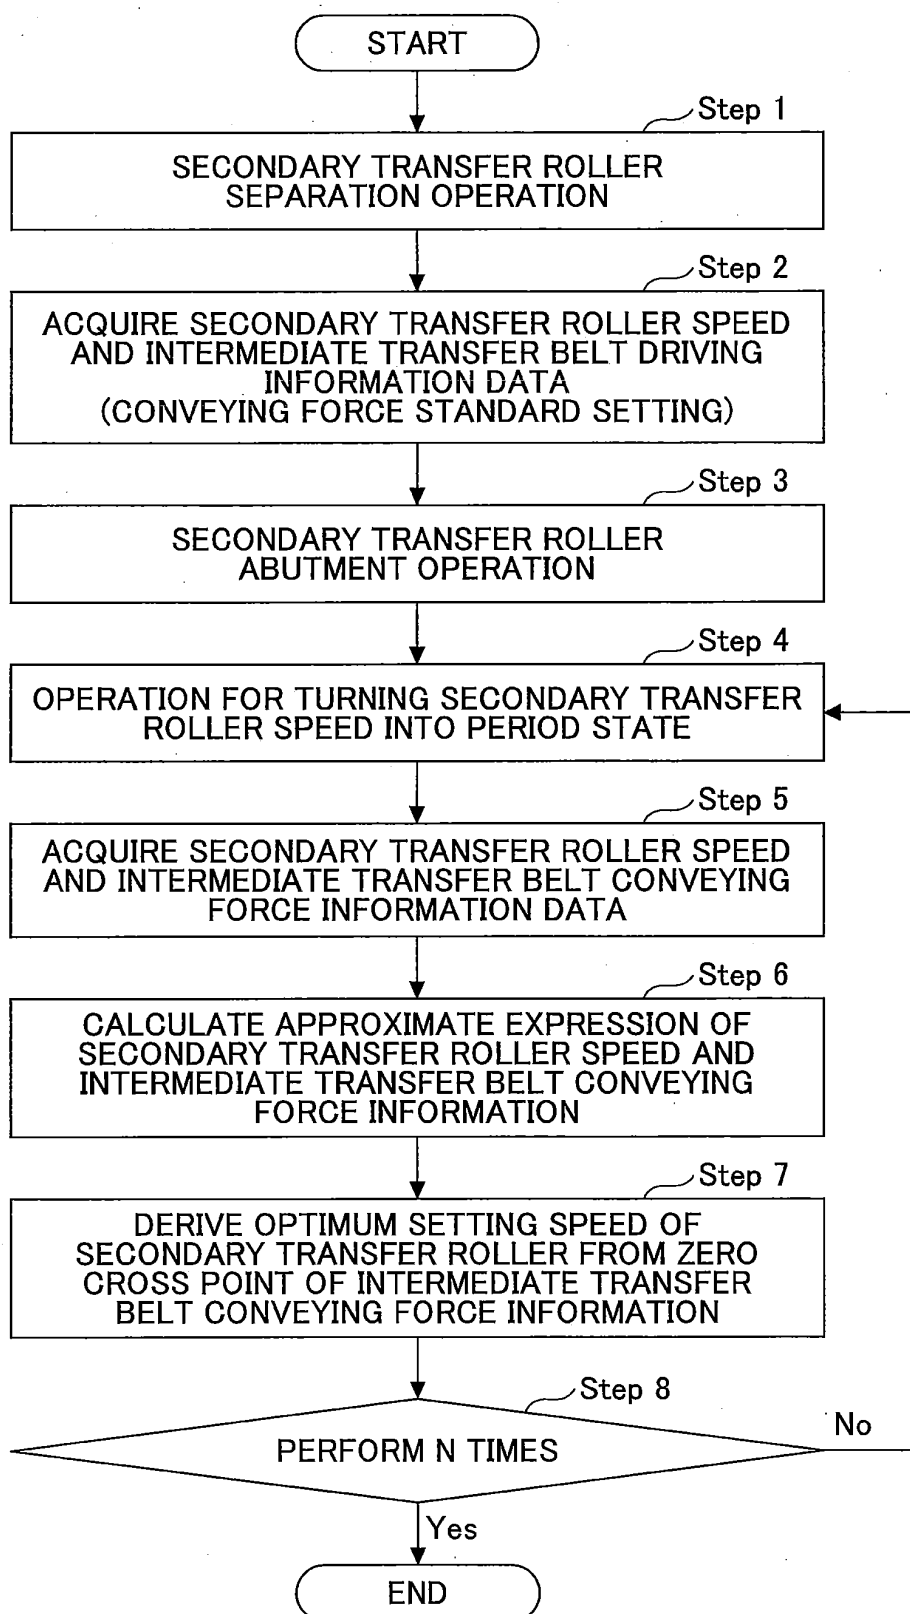 START
Step 1
SECONDARY TRANSFER ROLLER
SEPARATION OPERATION
Step 2
ACQUIRE SECONDARY TRANSFER ROLLER SPEED
AND INTERMEDIATE TRANSFER BELT DRIVING
INFORMATION DATA
(CONVEYING FORCE STANDARD SETTING)
Step 3
SECONDARY TRANSFER ROLLER
ABUTMENT OPERATION
Step 4
OPERATION FOR TURNING SECONDARY TRANSFER
ROLLER SPEED INTO PERIOD STATE
Step 5
ACQUIRE SECONDARY TRANSFER ROLLER SPEED
AND INTERMEDIATE TRANSFER BELT CONVEYING
FORCE INFORMATION DATA
Step 6
CALCULATE APPROXIMATE EXPRESSION OF
SECONDARY TRANSFER ROLLER SPEED AND
INTERMEDIATE TRANSFER BELT CONVEYING
FORCE INFORMATION
Step 7
DERIVE OPTIMUM SETTING SPEED OF
SECONDARY TRANSFER ROLLER FROM ZERO
CROSS POINT OF INTERMEDIATE TRANSFER
BELT CONVEYING FORCE INFORMATION
Step 8
PERFORM N TIMES
No
Yes
END